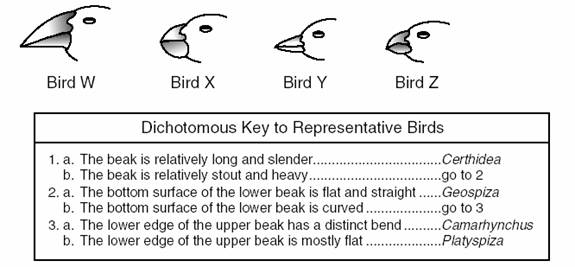 Bird W Bird X Bird Y Bird Z
Dichotomous Key to Representative Birds
1. a. The beak is relatively long and slender................................Certhidea
b. The beak is relatively stout and heavy..........................go to 2
2. a. The bottom surface of the lower beak is flat and straight ......Geospiza
b. The bottom surface of the lower beak is curved ..................go to 3
3. a. The lower edge of the upper beak has a distinct bend ..........Camarhynchus
b. The lower edge of the upper beak is mostly flat ....................Platyspiza